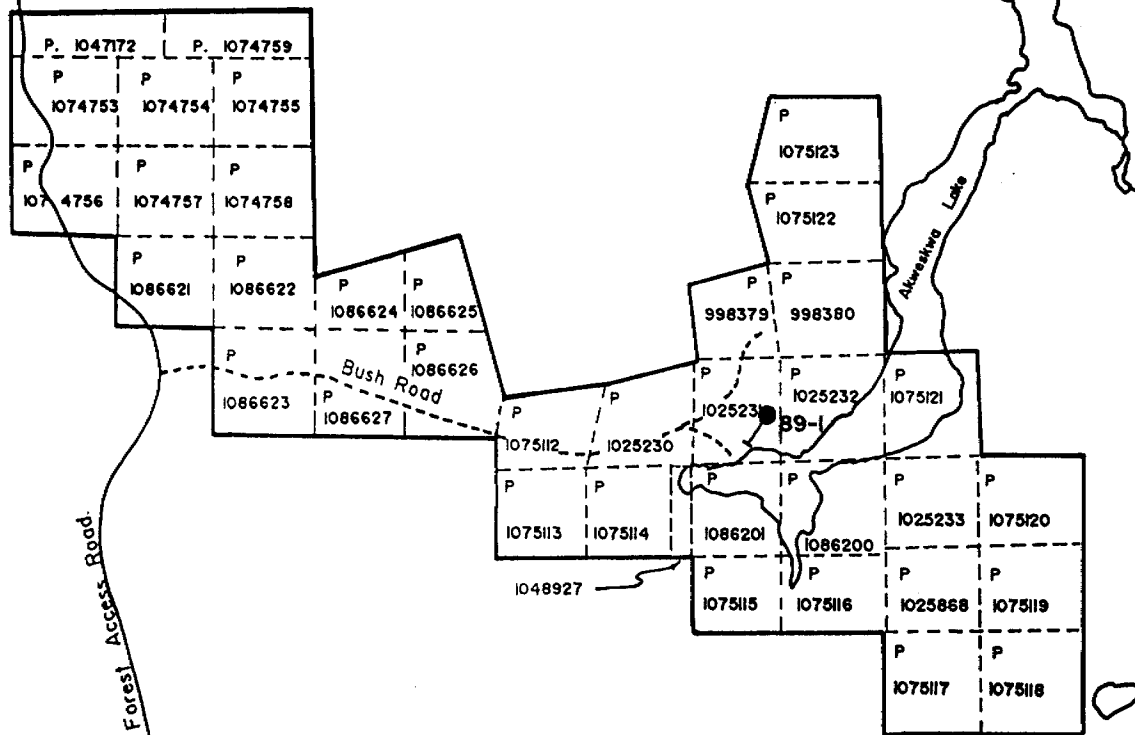 P. 1047172
P. 1074759
P
1074753
P
1074754
P
1074755
P
1074756
P
1074757
P
1074758
P
1086621
P
1086622
P
1086624
P
1086625
P
1086623
P
1086627
P
1086626
Bush Road
P
1075112
P
1025230
P
1075113
P
1075114
1048927
P
1075123
P
1075122
P
998379
P
998380
P
1025231
P
1025232
P
1075121
89-1
Akweskwa Lake
P
1086201
P
1086200
P
1025233
P
1075120
P
1075115
P
1075116
P
1025868
P
1075119
P
1075117
P
1075118
Forest Access Road.